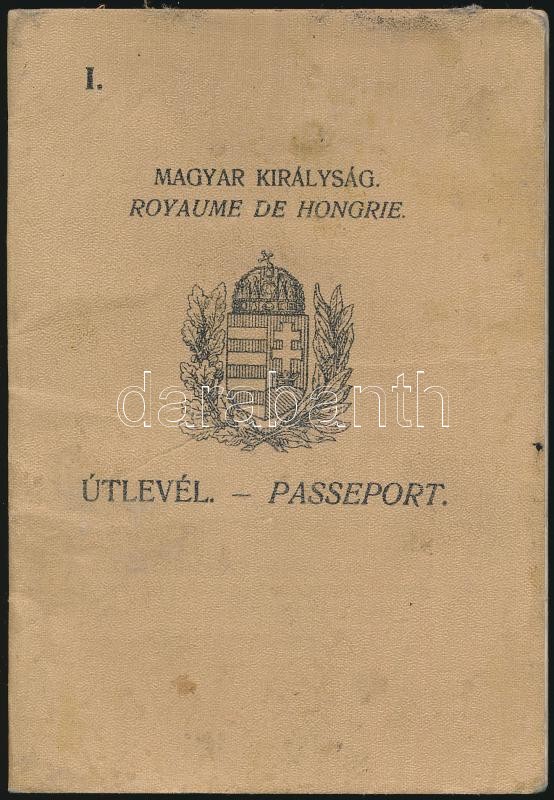 I.
MAGYAR KIRÁLYSÁG.
ROYAUME DE HONGRIE.
darabanth
ÚTLEVÉL. – PASSEPORT.